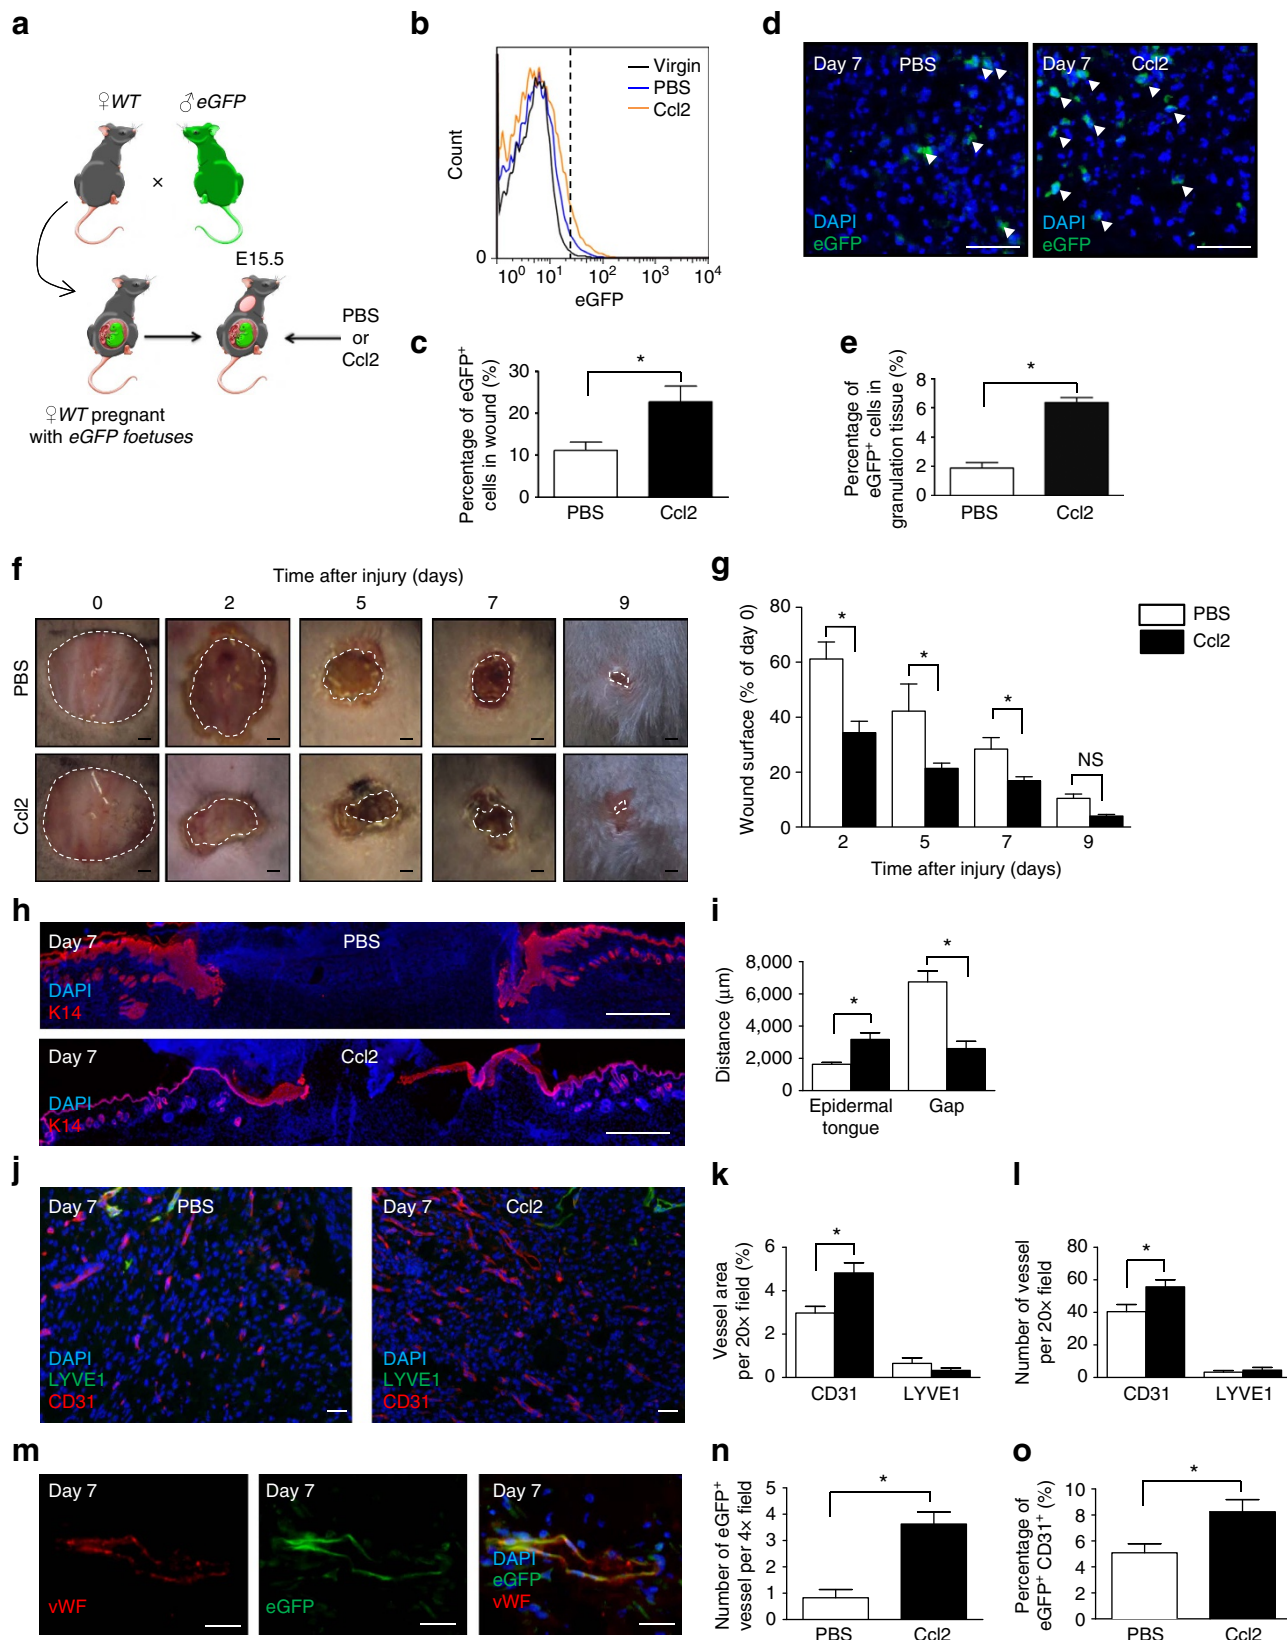 a
♀WT
♂eGFP
×
E15.5
PBS
or
Ccl2
♀WT pregnant
with eGFP foetuses
b
Count
0
Virgin
PBS
Ccl2
10⁰ 10¹ 10² 10³ 10⁴
eGFP
c
Percentage of eGFP⁺
cells in wound (%)
30
20
10
0
*
PBS Ccl2
d
Day 7 PBS
DAPI
eGFP
Day 7 Ccl2
DAPI
eGFP
e
Percentage of
eGFP⁺ cells in
granulation tissue (%)
8
6
4
2
0
*
PBS Ccl2
f
Time after injury (days)
0 2 5 7 9
PBS
Ccl2
g
Wound surface (% of day 0)
80
60
40
20
0
* * * NS
2 5 7 9
Time after injury (days)
PBS
Ccl2
h
Day 7 PBS
DAPI
K14
Day 7 Ccl2
DAPI
K14
i
Distance (μm)
8,000
6,000
4,000
2,000
0
* *
Epidermal
tongue
Gap
j
Day 7 PBS
DAPI
LYVE1
CD31
Day 7 Ccl2
DAPI
LYVE1
CD31
k
Vessel area
per 20× field (%)
6
4
2
0
*
CD31 LYVE1
l
Number of vessel
per 20× field
80
60
40
20
0
*
CD31 LYVE1
m
Day 7
vWF
Day 7
eGFP
Day 7
DAPI
eGFP
vWF
n
Number of eGFP⁺
vessel per 4× field
5
4
3
2
1
0
*
PBS Ccl2
o
Percentage of
eGFP⁺ CD31⁺ (%)
10
8
6
4
2
0
*
PBS Ccl2